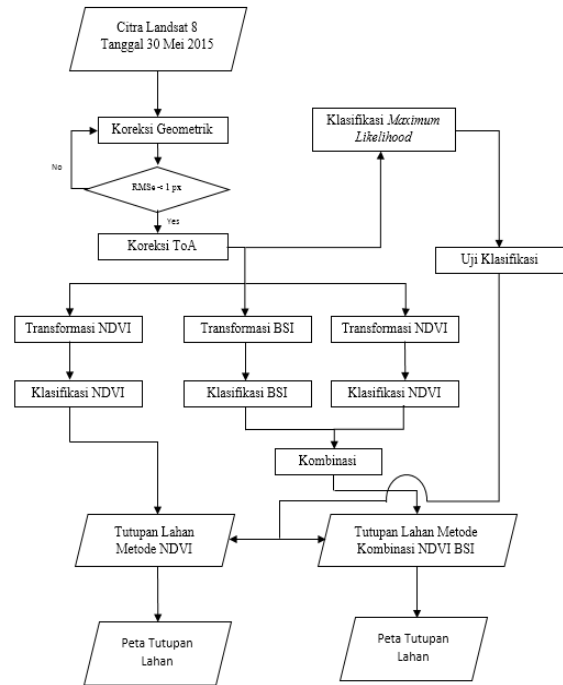 Citra Landsat 8
Tanggal 30 Mei 2015
Koreksi Geometrik
No
RMSe < 1 px
Yes
Koreksi ToA
Klasifikasi Maximum
Likelihood
Uji Klasifikasi
Transformasi NDVI
Transformasi BSI
Transformasi NDVI
Klasifikasi NDVI
Klasifikasi BSI
Klasifikasi NDVI
Kombinasi
Tutupan Lahan
Metode NDVI
Tutupan Lahan Metode
Kombinasi NDVI BSI
Peta Tutupan
Lahan
Peta Tutupan
Lahan